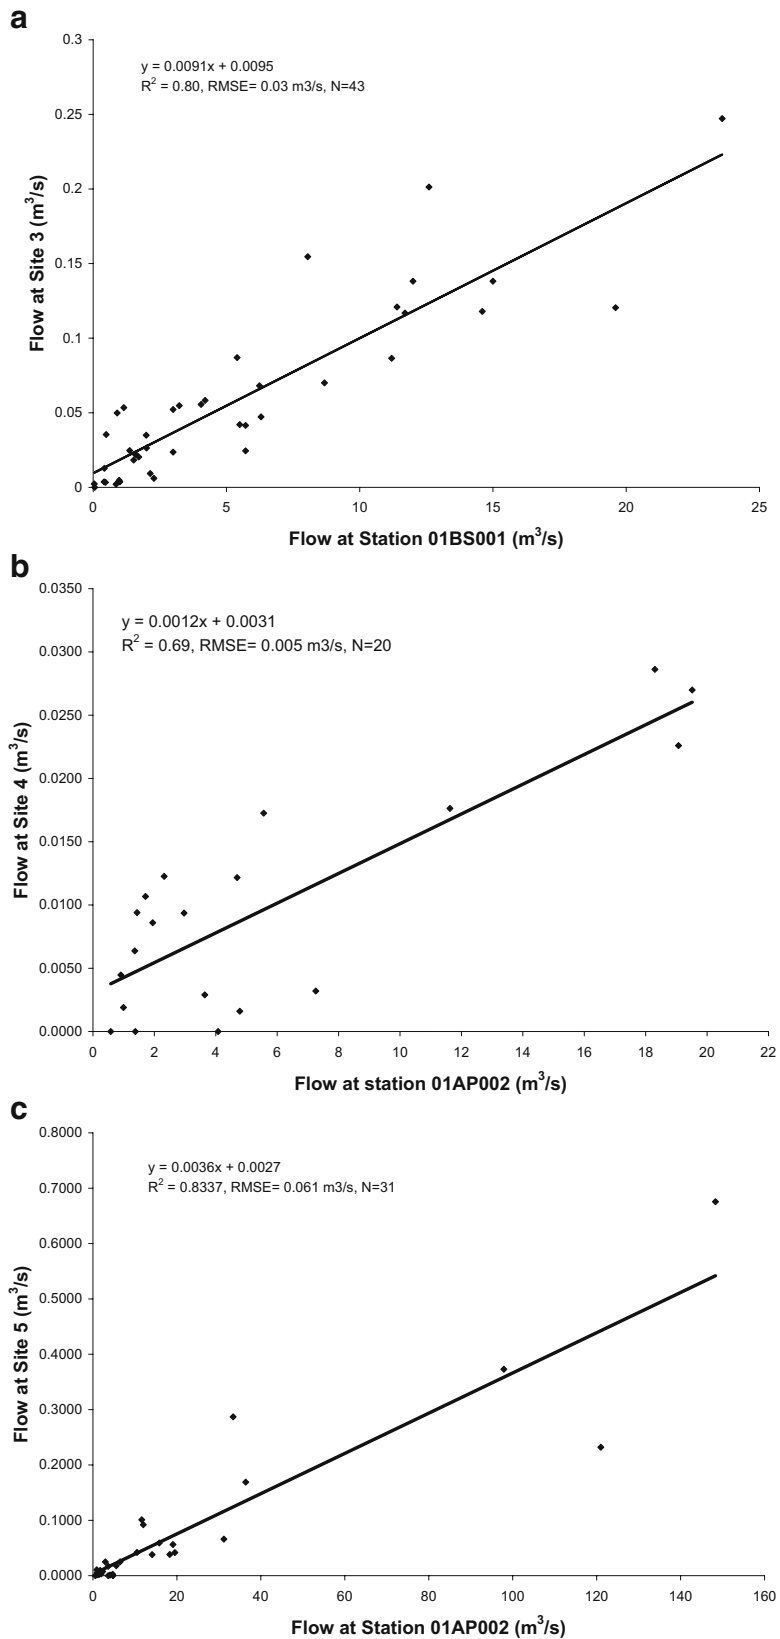 a
y = 0.0091x + 0.0095
R² = 0.80, RMSE= 0.03 m3/s, N=43
Flow at Site 3 (m³/s)
0.3
0.25
0.2
0.15
0.1
0.05
0
0 5 10 15 20 25
Flow at Station 01BS001 (m³/s)
b
y = 0.0012x + 0.0031
R² = 0.69, RMSE= 0.005 m3/s, N=20
Flow at Site 4 (m³/s)
0.0350
0.0300
0.0250
0.0200
0.0150
0.0100
0.0050
0.0000
0 2 4 6 8 10 12 14 16 18 20 22
Flow at station 01AP002 (m³/s)
c
y = 0.0036x + 0.0027
R² = 0.8337, RMSE= 0.061 m3/s, N=31
Flow at Site 5 (m³/s)
0.8000
0.7000
0.6000
0.5000
0.4000
0.3000
0.2000
0.1000
0.0000
0 20 40 60 80 100 120 140 160
Flow at Station 01AP002 (m³/s)